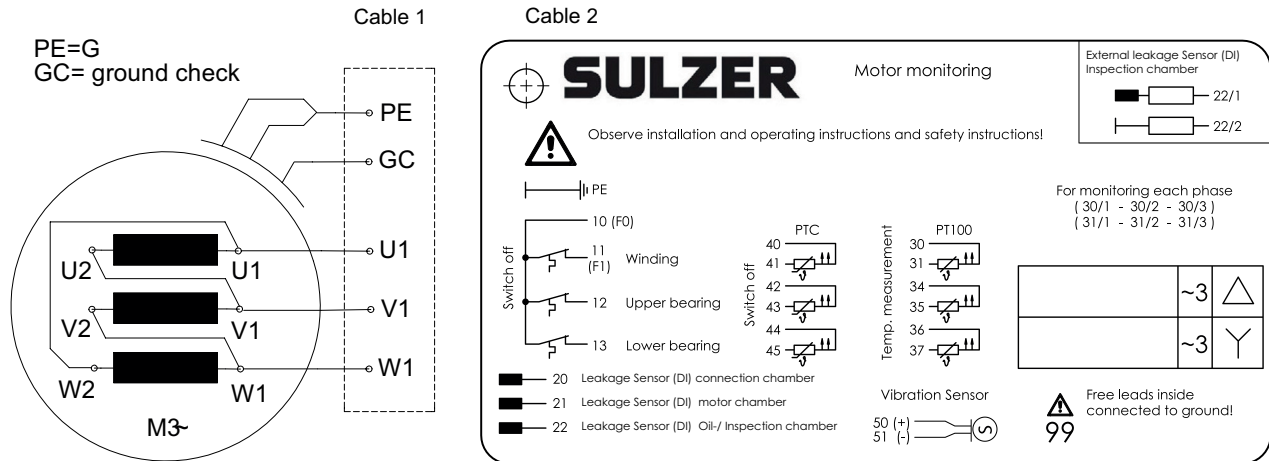 Cable 1
Cable 2
PE=G
GC= ground check
PE
GC
U2
U1
U1
V2
V1
V1
W2
W1
W1
M3~
SULZER
Motor monitoring
External leakage Sensor (DI)
Inspection chamber
22/1
22/2
Observe installation and operating instructions and safety instructions!
PE
Switch off
10 (F0)
11
(F1)
Winding
12
Upper bearing
13
Lower bearing
20 Leakage Sensor (DI) connection chamber
21 Leakage Sensor (DI) motor chamber
22 Leakage Sensor (DI) Oil-/ Inspection chamber
Switch off
PTC
40
41
42
43
44
45
Temp. measurement
PT100
30
31
34
35
36
37
Vibration Sensor
50 (+)
51 (-)
S
For monitoring each phase
( 30/1 - 30/2 - 30/3 )
( 31/1 - 31/2 - 31/3 )
~3
~3
Free leads inside
connected to ground!
99